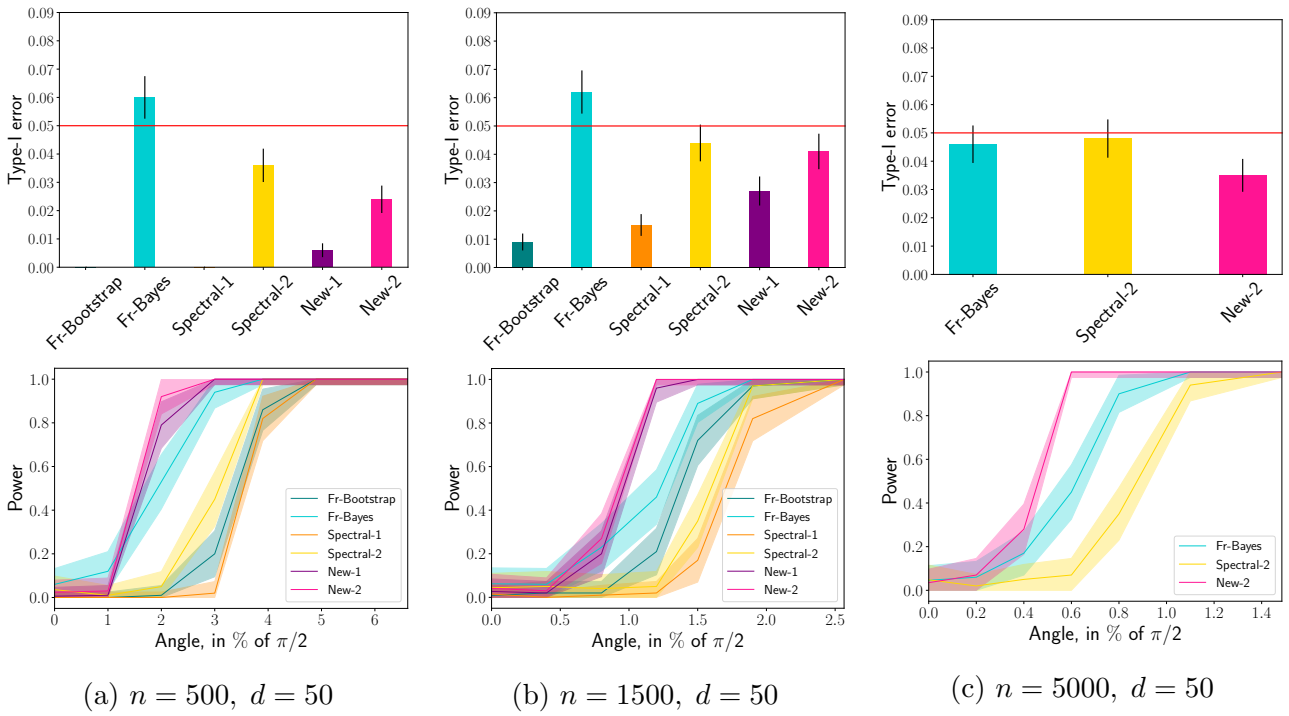 0.09
0.08
0.07
0.06
0.05
0.04
0.03
0.02
0.01
0.00
Type-I error
Fr-Bootstrap
Fr-Bayes
Spectral-1
Spectral-2
New-1
New-2
0.09
0.08
0.07
0.06
0.05
0.04
0.03
0.02
0.01
0.00
Type-I error
Fr-Bootstrap
Fr-Bayes
Spectral-1
Spectral-2
New-1
New-2
0.09
0.08
0.07
0.06
0.05
0.04
0.03
0.02
0.01
0.00
Type-I error
Fr-Bayes
Spectral-2
New-2
1.0
0.8
0.6
0.4
0.2
0.0
Power
Fr-Bootstrap
Fr-Bayes
Spectral-1
Spectral-2
New-1
New-2
0 1 2 3 4 5 6
Angle, in % of π/2
1.0
0.8
0.6
0.4
0.2
0.0
Power
Fr-Bootstrap
Fr-Bayes
Spectral-1
Spectral-2
New-1
New-2
0.0 0.5 1.0 1.5 2.0 2.5
Angle, in % of π/2
1.0
0.8
0.6
0.4
0.2
0.0
Power
Fr-Bayes
Spectral-2
New-2
0.0 0.2 0.4 0.6 0.8 1.0 1.2 1.4
Angle, in % of π/2
(a) n = 500, d = 50
(b) n = 1500, d = 50
(c) n = 5000, d = 50